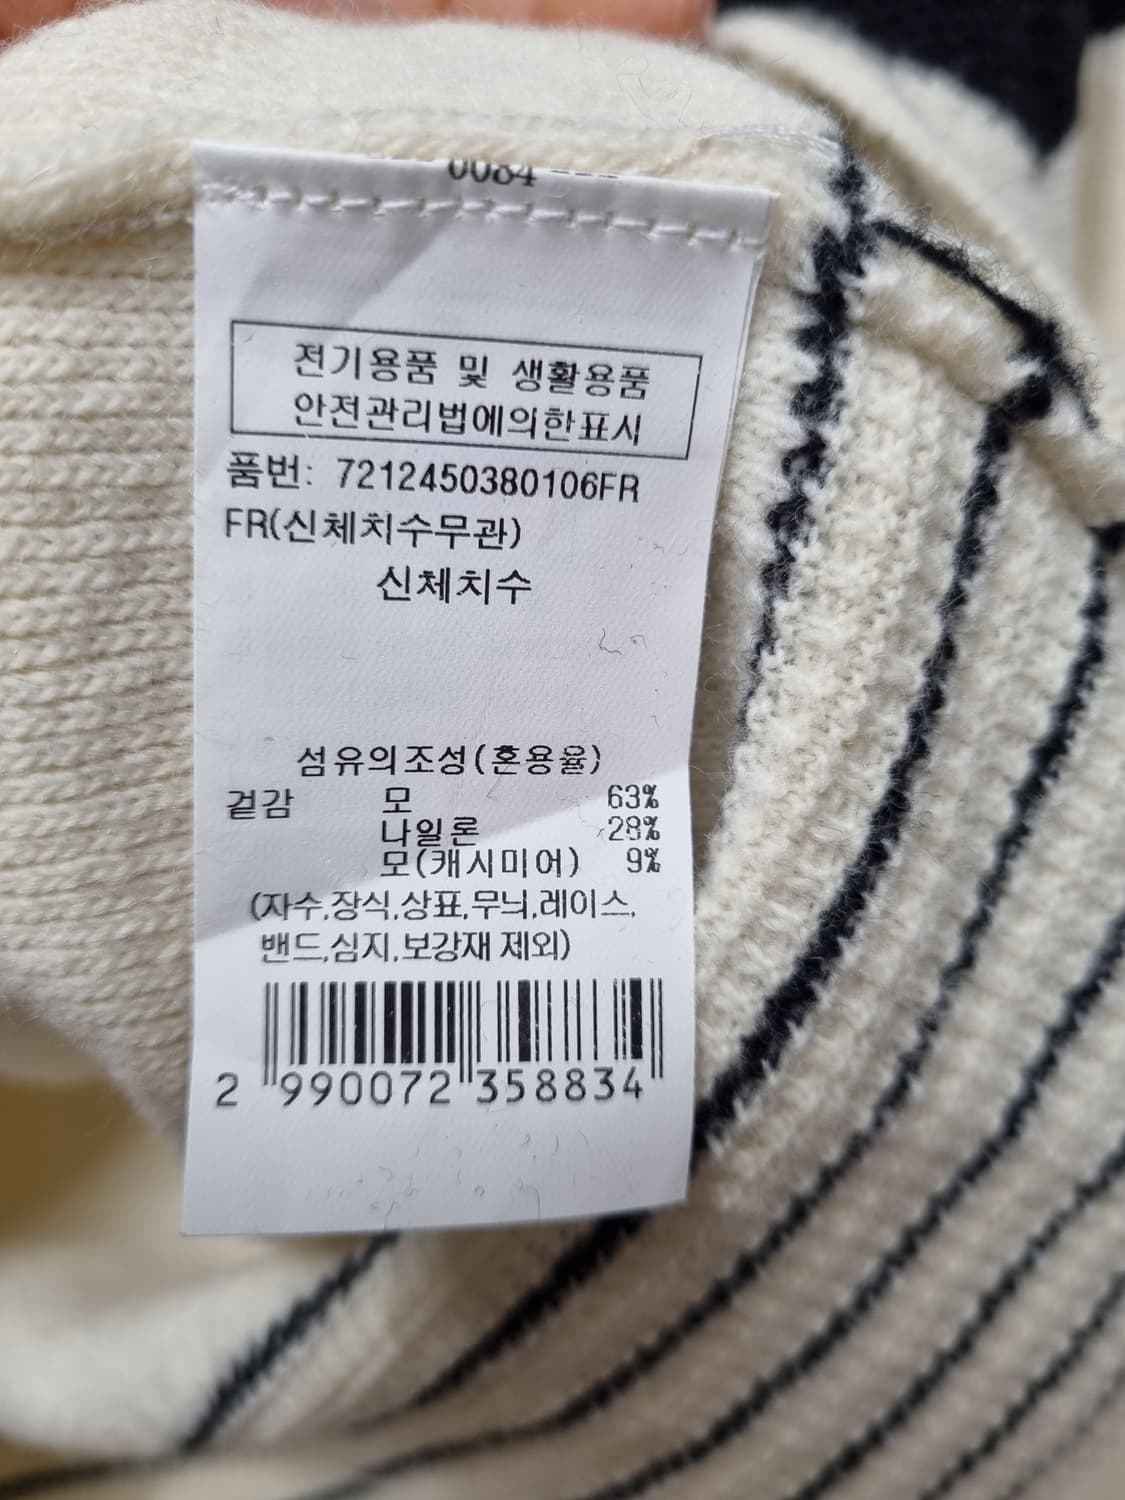 0084
전기용품 및 생활용품
안전관리법에의한표시
품번: 7212450380106FR
FR(신체치수무관)
신체치수
섬유의조성(혼용율)
겉감 모 63%
나일론 28%
모(캐시미어) 9%
(자수,장식,상표,무늬,레이스,
밴드,심지,보강재 제외)
2 990072 358834